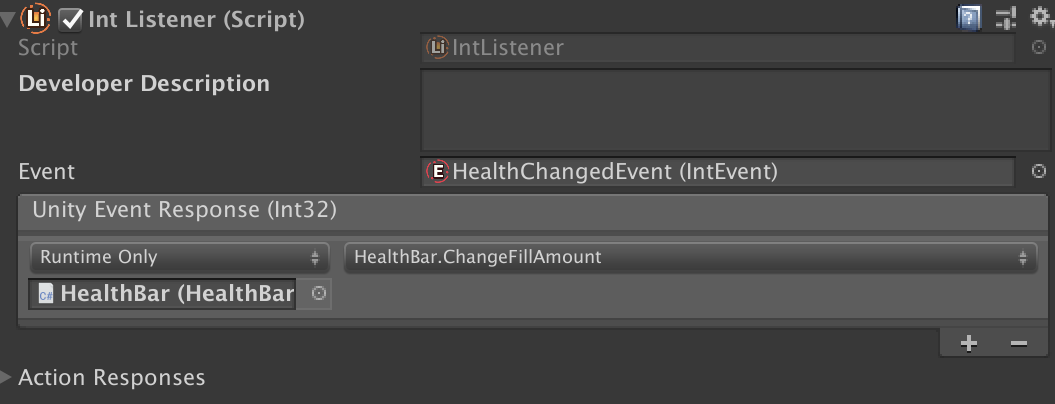 Li Int Listener (Script) ?
Script Li IntListener
Developer Description
Event E HealthChangedEvent (IntEvent)
Unity Event Response (Int32)
Runtime Only HealthBar.ChangeFillAmount
C# HealthBar (HealthBar
+ −
Action Responses